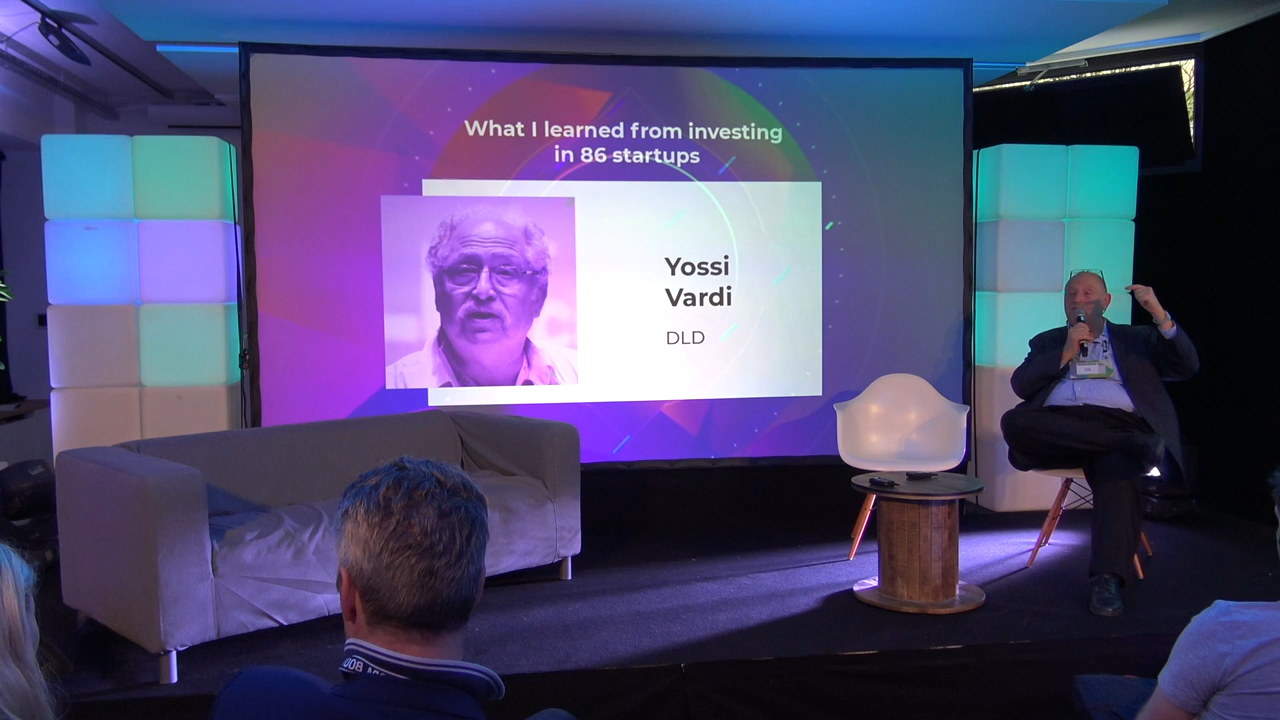 What I learned from investing
in 86 startups
Yossi
Vardi
DLD